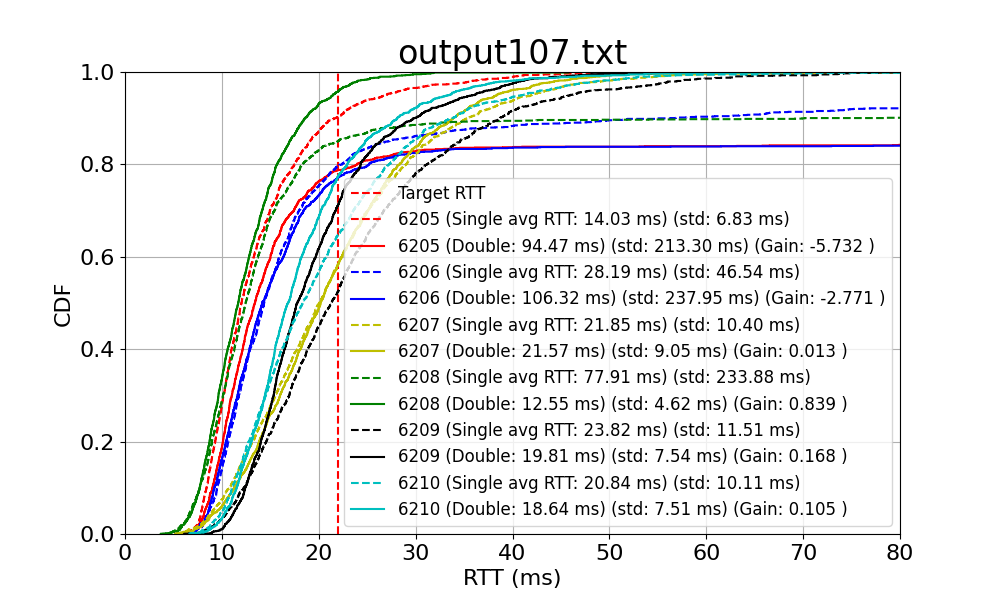 output107.txt
1.0
0.8
0.6
0.4
0.2
0.0
CDF
Target RTT
6205 (Single avg RTT: 14.03 ms) (std: 6.83 ms)
6205 (Double: 94.47 ms) (std: 213.30 ms) (Gain: -5.732 )
6206 (Single avg RTT: 28.19 ms) (std: 46.54 ms)
6206 (Double: 106.32 ms) (std: 237.95 ms) (Gain: -2.771 )
6207 (Single avg RTT: 21.85 ms) (std: 10.40 ms)
6207 (Double: 21.57 ms) (std: 9.05 ms) (Gain: 0.013 )
6208 (Single avg RTT: 77.91 ms) (std: 233.88 ms)
6208 (Double: 12.55 ms) (std: 4.62 ms) (Gain: 0.839 )
6209 (Single avg RTT: 23.82 ms) (std: 11.51 ms)
6209 (Double: 19.81 ms) (std: 7.54 ms) (Gain: 0.168 )
6210 (Single avg RTT: 20.84 ms) (std: 10.11 ms)
6210 (Double: 18.64 ms) (std: 7.51 ms) (Gain: 0.105 )
0 10 20 30 40 50 60 70 80
RTT (ms)